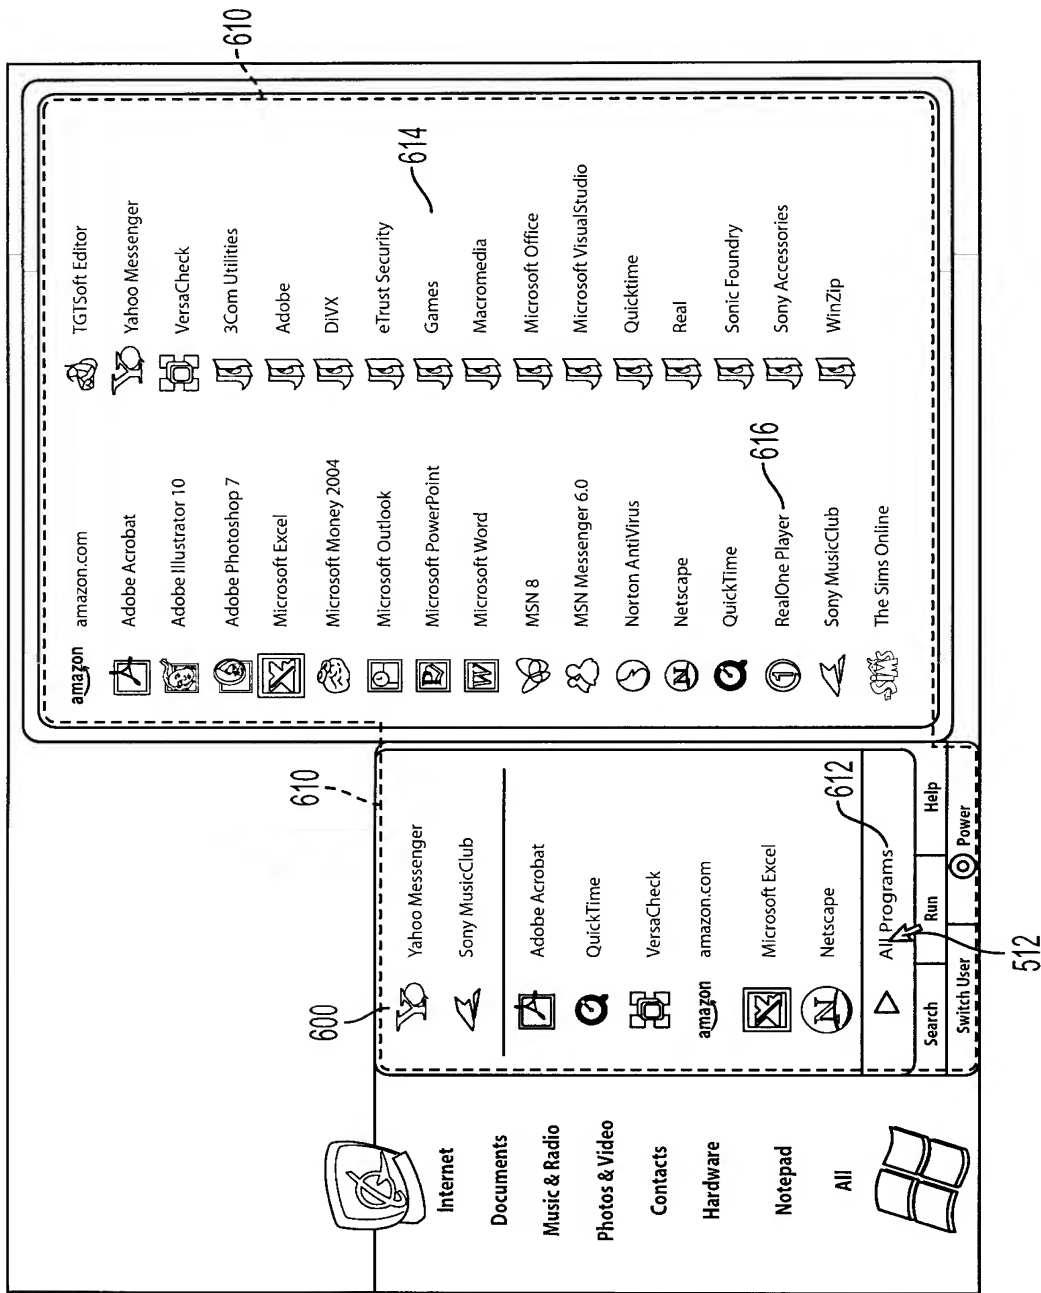 610
amazon amazon.com
Adobe Acrobat
Adobe Illustrator 10
Adobe Photoshop 7
Microsoft Excel
Microsoft Money 2004
Microsoft Outlook
Microsoft PowerPoint
W Microsoft Word
MSN 8
MSN Messenger 6.0
Norton AntiVirus
N Netscape
QuickTime
1 RealOne Player
616
Sony MusicClub
SiMS The Sims Online
TGTSoft Editor
Y! Yahoo Messenger
VersaCheck
3Com Utilities
Adobe
DiVX
eTrust Security
Games
614
Macromedia
Microsoft Office
Microsoft VisualStudio
Quicktime
Real
Sonic Foundry
Sony Accessories
WinZip
610
600
Y! Yahoo Messenger
Sony MusicClub
Adobe Acrobat
QuickTime
VersaCheck
amazon amazon.com
Microsoft Excel
N Netscape
All Programs
612
Search
Run
Help
Switch User
Power
512
Internet
Documents
Music & Radio
Photos & Video
Contacts
Hardware
Notepad
All